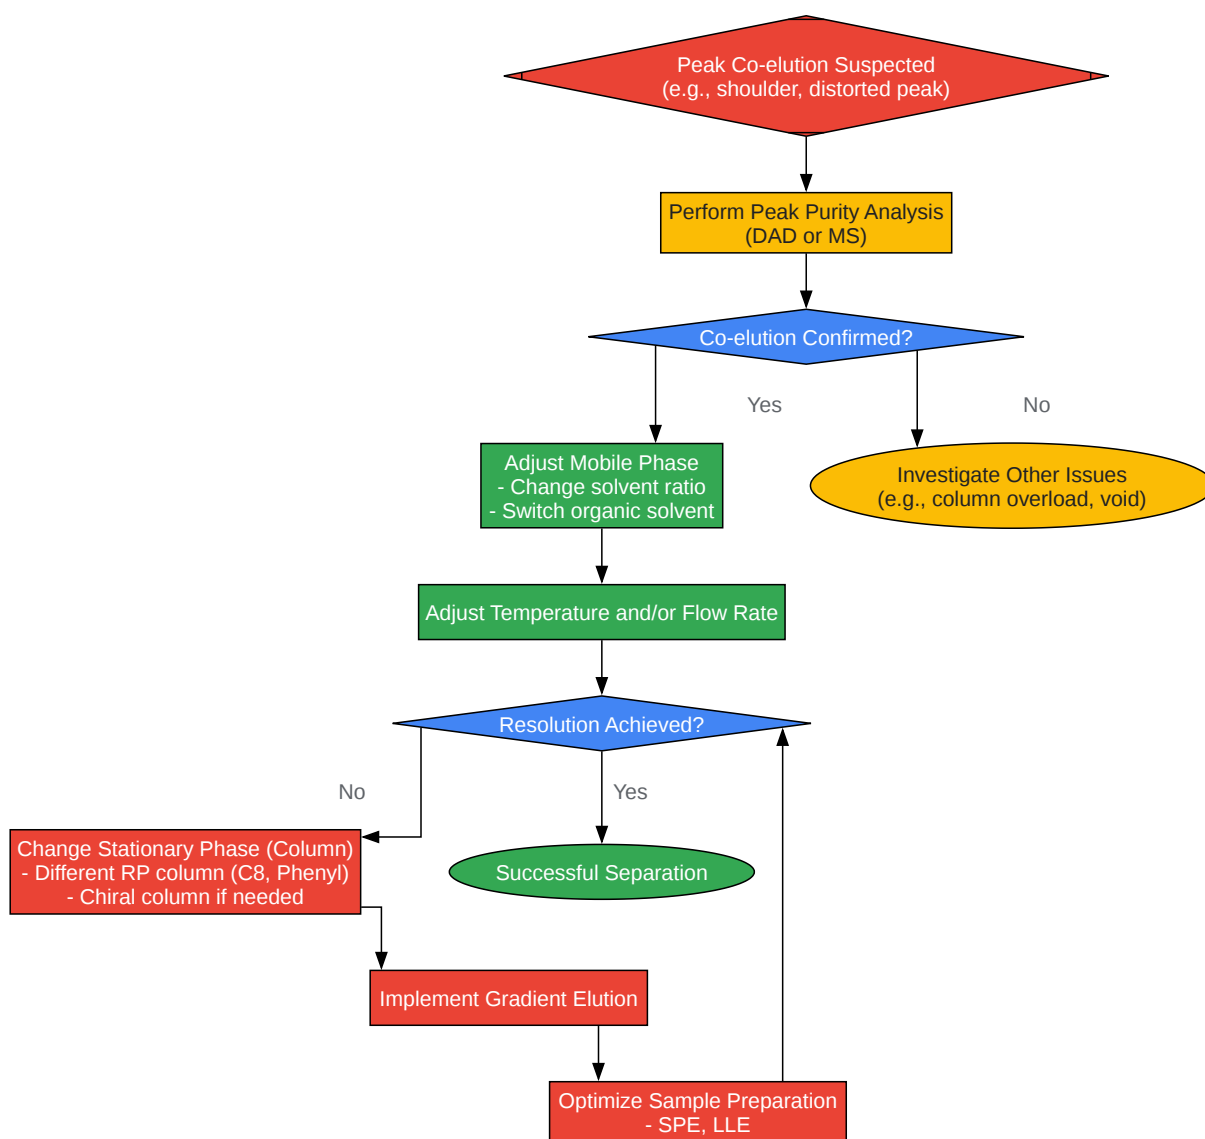 Peak Co-elution Suspected
(e.g., shoulder, distorted peak)
Perform Peak Purity Analysis
(DAD or MS)
Co-elution Confirmed?
Yes
No
Adjust Mobile Phase
- Change solvent ratio
- Switch organic solvent
Investigate Other Issues
(e.g., column overload, void)
Adjust Temperature and/or Flow Rate
Resolution Achieved?
No
Yes
Change Stationary Phase (Column)
- Different RP column (C8, Phenyl)
- Chiral column if needed
Successful Separation
Implement Gradient Elution
Optimize Sample Preparation
- SPE, LLE